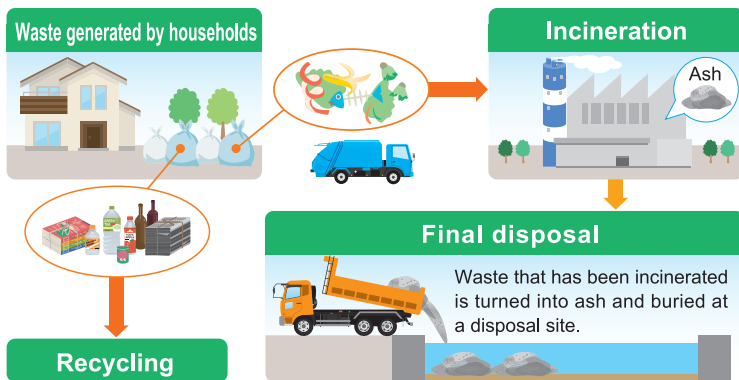 Waste generated by households
Incineration
Ash
Final disposal
Waste that has been incinerated
is turned into ash and buried at
a disposal site.
Recycling